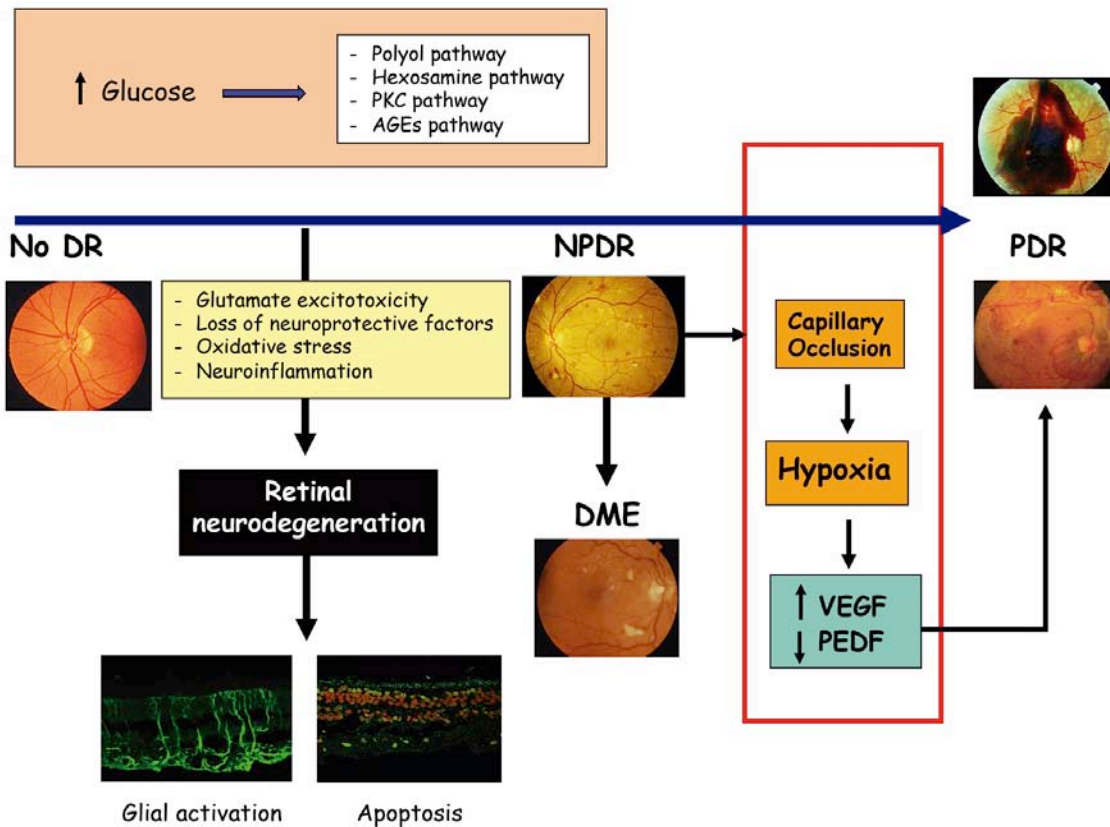 ↑ Glucose
- Polyol pathway
- Hexosamine pathway
- PKC pathway
- AGEs pathway
No DR
NPDR
PDR
- Glutamate excitotoxicity
- Loss of neuroprotective factors
- Oxidative stress
- Neuroinflammation
Capillary
Occlusion
Retinal
neurodegeneration
Hypoxia
DME
↑ VEGF
↓ PEDF
Glial activation
Apoptosis